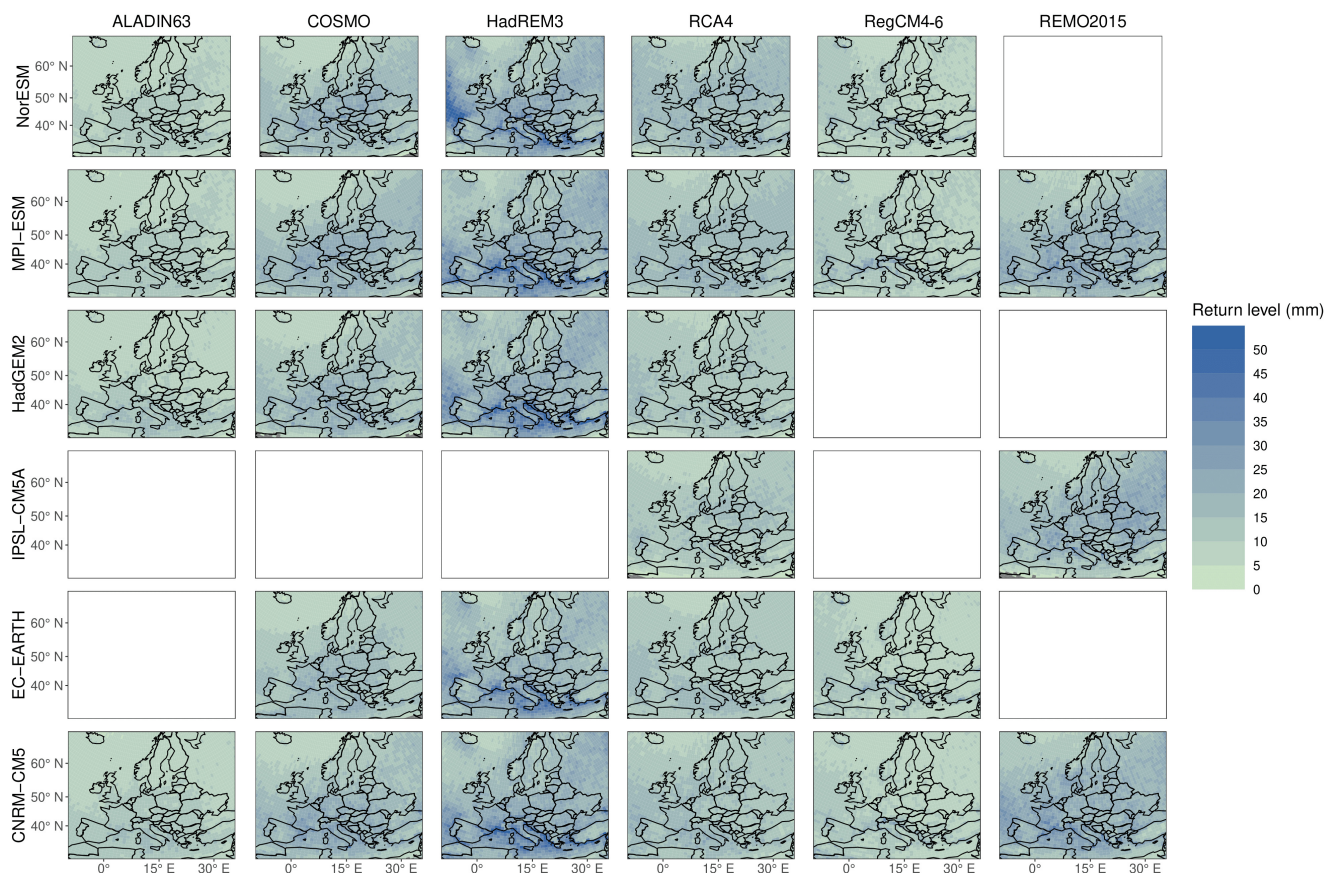 ALADIN63 COSMO HadREM3 RCA4 RegCM4-6 REMO2015
NorESM
60° N
50° N
40° N
MPI−ESM
60° N
50° N
40° N
HadGEM2
60° N
50° N
40° N
IPSL−CM5A
60° N
50° N
40° N
EC−EARTH
60° N
50° N
40° N
CNRM−CM5
60° N
50° N
40° N
0° 15° E 30° E 0° 15° E 30° E 0° 15° E 30° E 0° 15° E 30° E 0° 15° E 30° E 0° 15° E 30° E
Return level (mm)
50
45
40
35
30
25
20
15
10
5
0